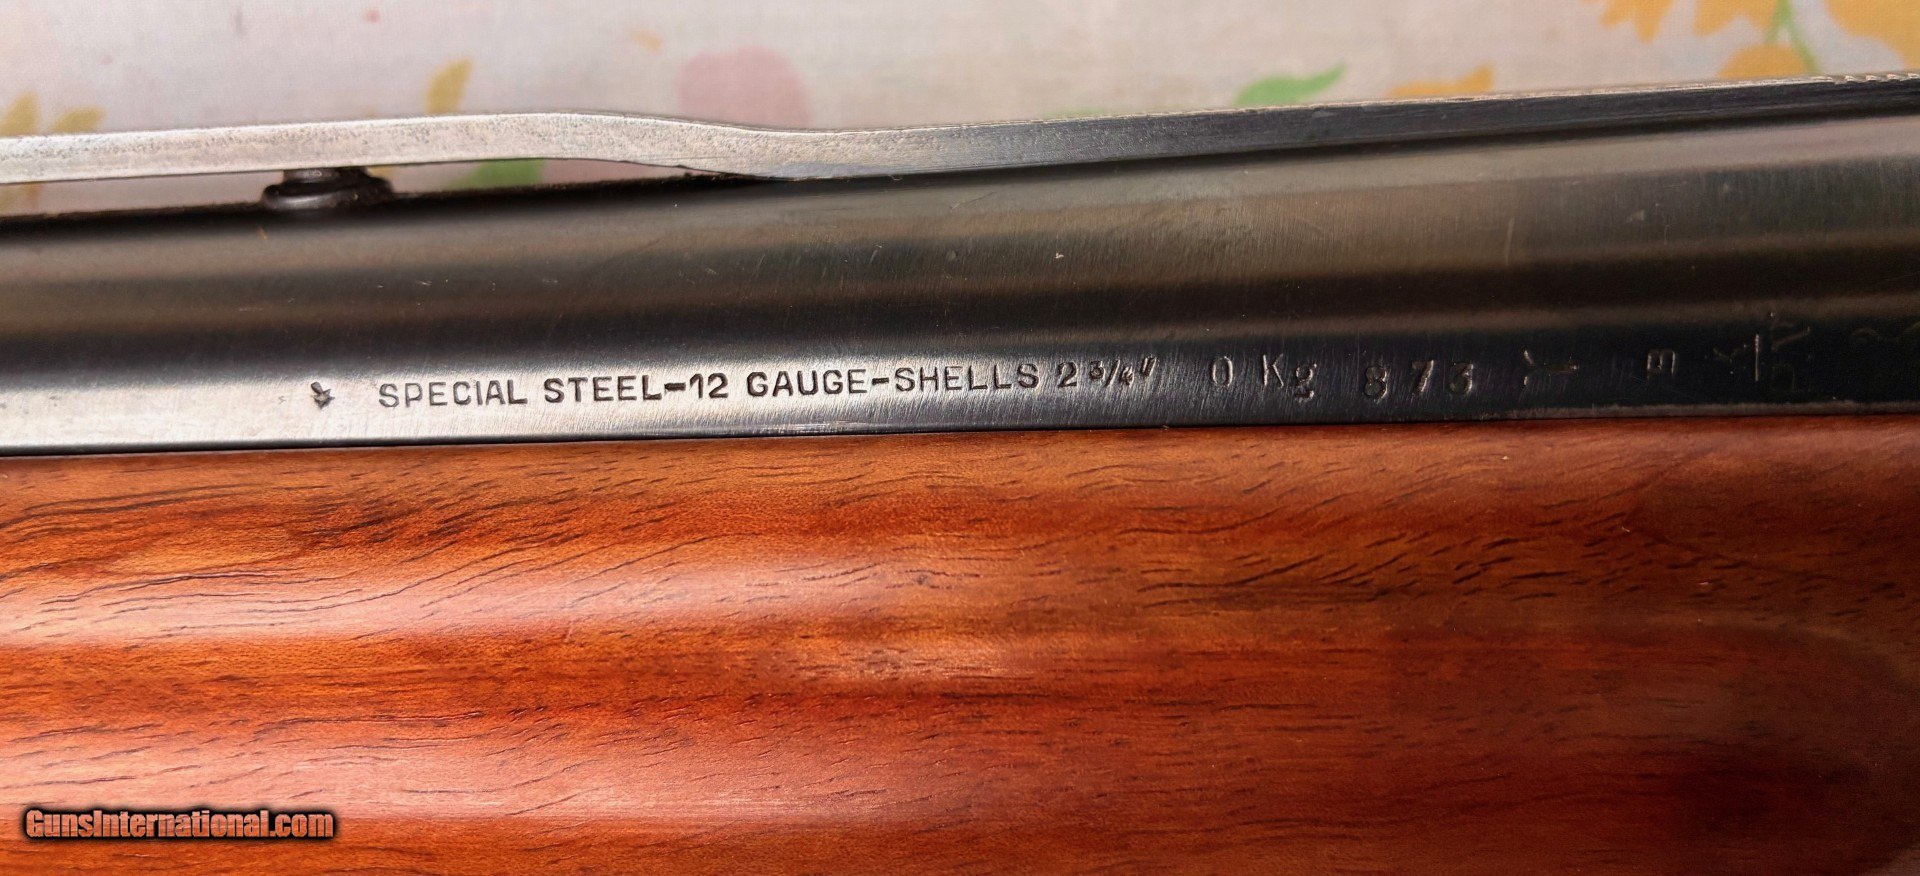 SPECIAL STEEL-12 GAUGE-SHELLS 2 3/4" 0 Kg 873 E
GunsInternational.com